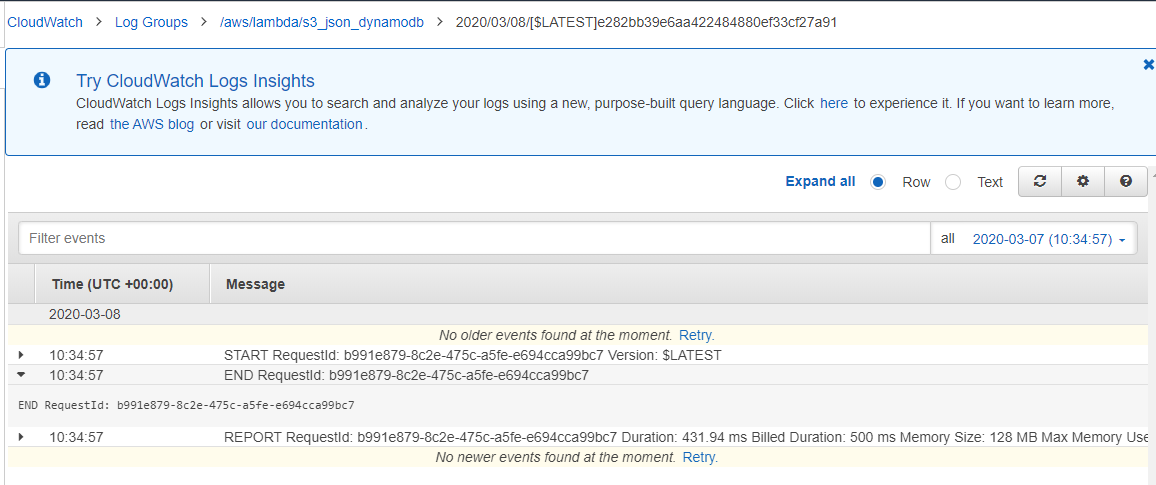 CloudWatch > Log Groups > /aws/lambda/s3_json_dynamodb > 2020/03/08/[$LATEST]e282bb39e6aa422484880ef33cf27a91
Try CloudWatch Logs Insights
CloudWatch Logs Insights allows you to search and analyze your logs using a new, purpose-built query language. Click here to experience it. If you want to learn more,
read the AWS blog or visit our documentation.
Expand all Row Text
Filter events all 2020-03-07 (10:34:57)
Time (UTC +00:00) Message
2020-03-08
No older events found at the moment. Retry.
10:34:57 START RequestId: b991e879-8c2e-475c-a5fe-e694cca99bc7 Version: $LATEST
10:34:57 END RequestId: b991e879-8c2e-475c-a5fe-e694cca99bc7
END RequestId: b991e879-8c2e-475c-a5fe-e694cca99bc7
10:34:57 REPORT RequestId: b991e879-8c2e-475c-a5fe-e694cca99bc7 Duration: 431.94 ms Billed Duration: 500 ms Memory Size: 128 MB Max Memory Use
No newer events found at the moment. Retry.